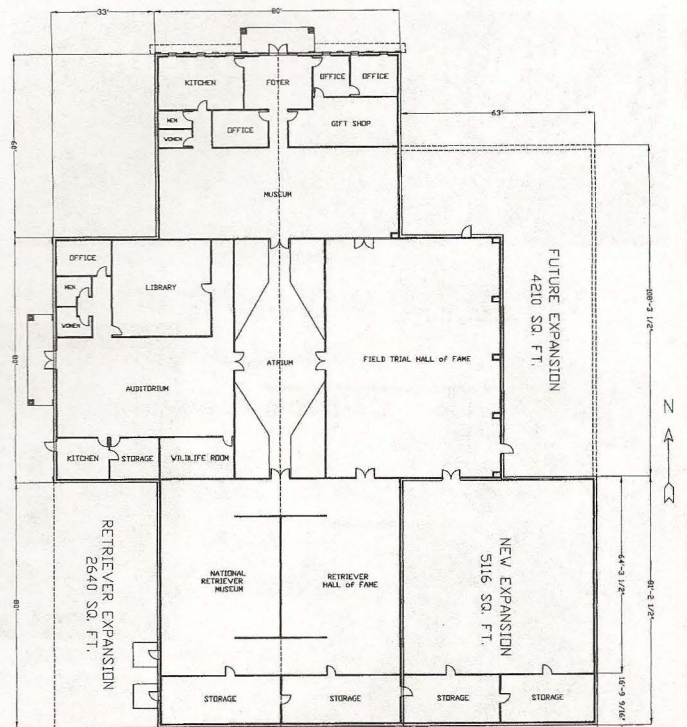 33'
80'
KITCHEN
FOYER
OFFICE
OFFICE
MEN
WOMEN
OFFICE
GIFT SHOP
63'
60'
MUSEUM
OFFICE
MEN
WOMEN
LIBRARY
FUTURE EXPANSION
4210 SQ. FT.
108'-3 1/2"
80'
ATRIUM
FIELD TRIAL HALL of FAME
AUDITORIUM
N
KITCHEN
STORAGE
WILDLIFE ROOM
RETRIEVER EXPANSION
2640 SQ. FT.
NATIONAL
RETRIEVER
MUSEUM
RETRIEVER
HALL of FAME
NEW EXPANSION
5116 SQ. FT.
64'-3 1/2"
81'-2 1/2"
80'
STORAGE
STORAGE
STORAGE
STORAGE
16'-9 9/16"